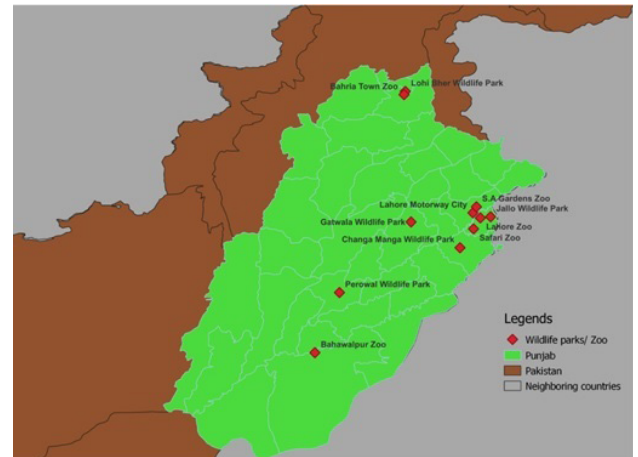 Bahria Town Zoo
Lohi Bher Wildlife Park
S.A Gardens Zoo
Lahore Motorway City
Jallo Wildlife Park
Gatwala Wildlife Park
Lahore Zoo
Safari Zoo
Changa Manga Wildlife Park
Perowal Wildlife Park
Bahawalpur Zoo
Legends
Wildlife parks/ Zoo
Punjab
Pakistan
Neighboring countries